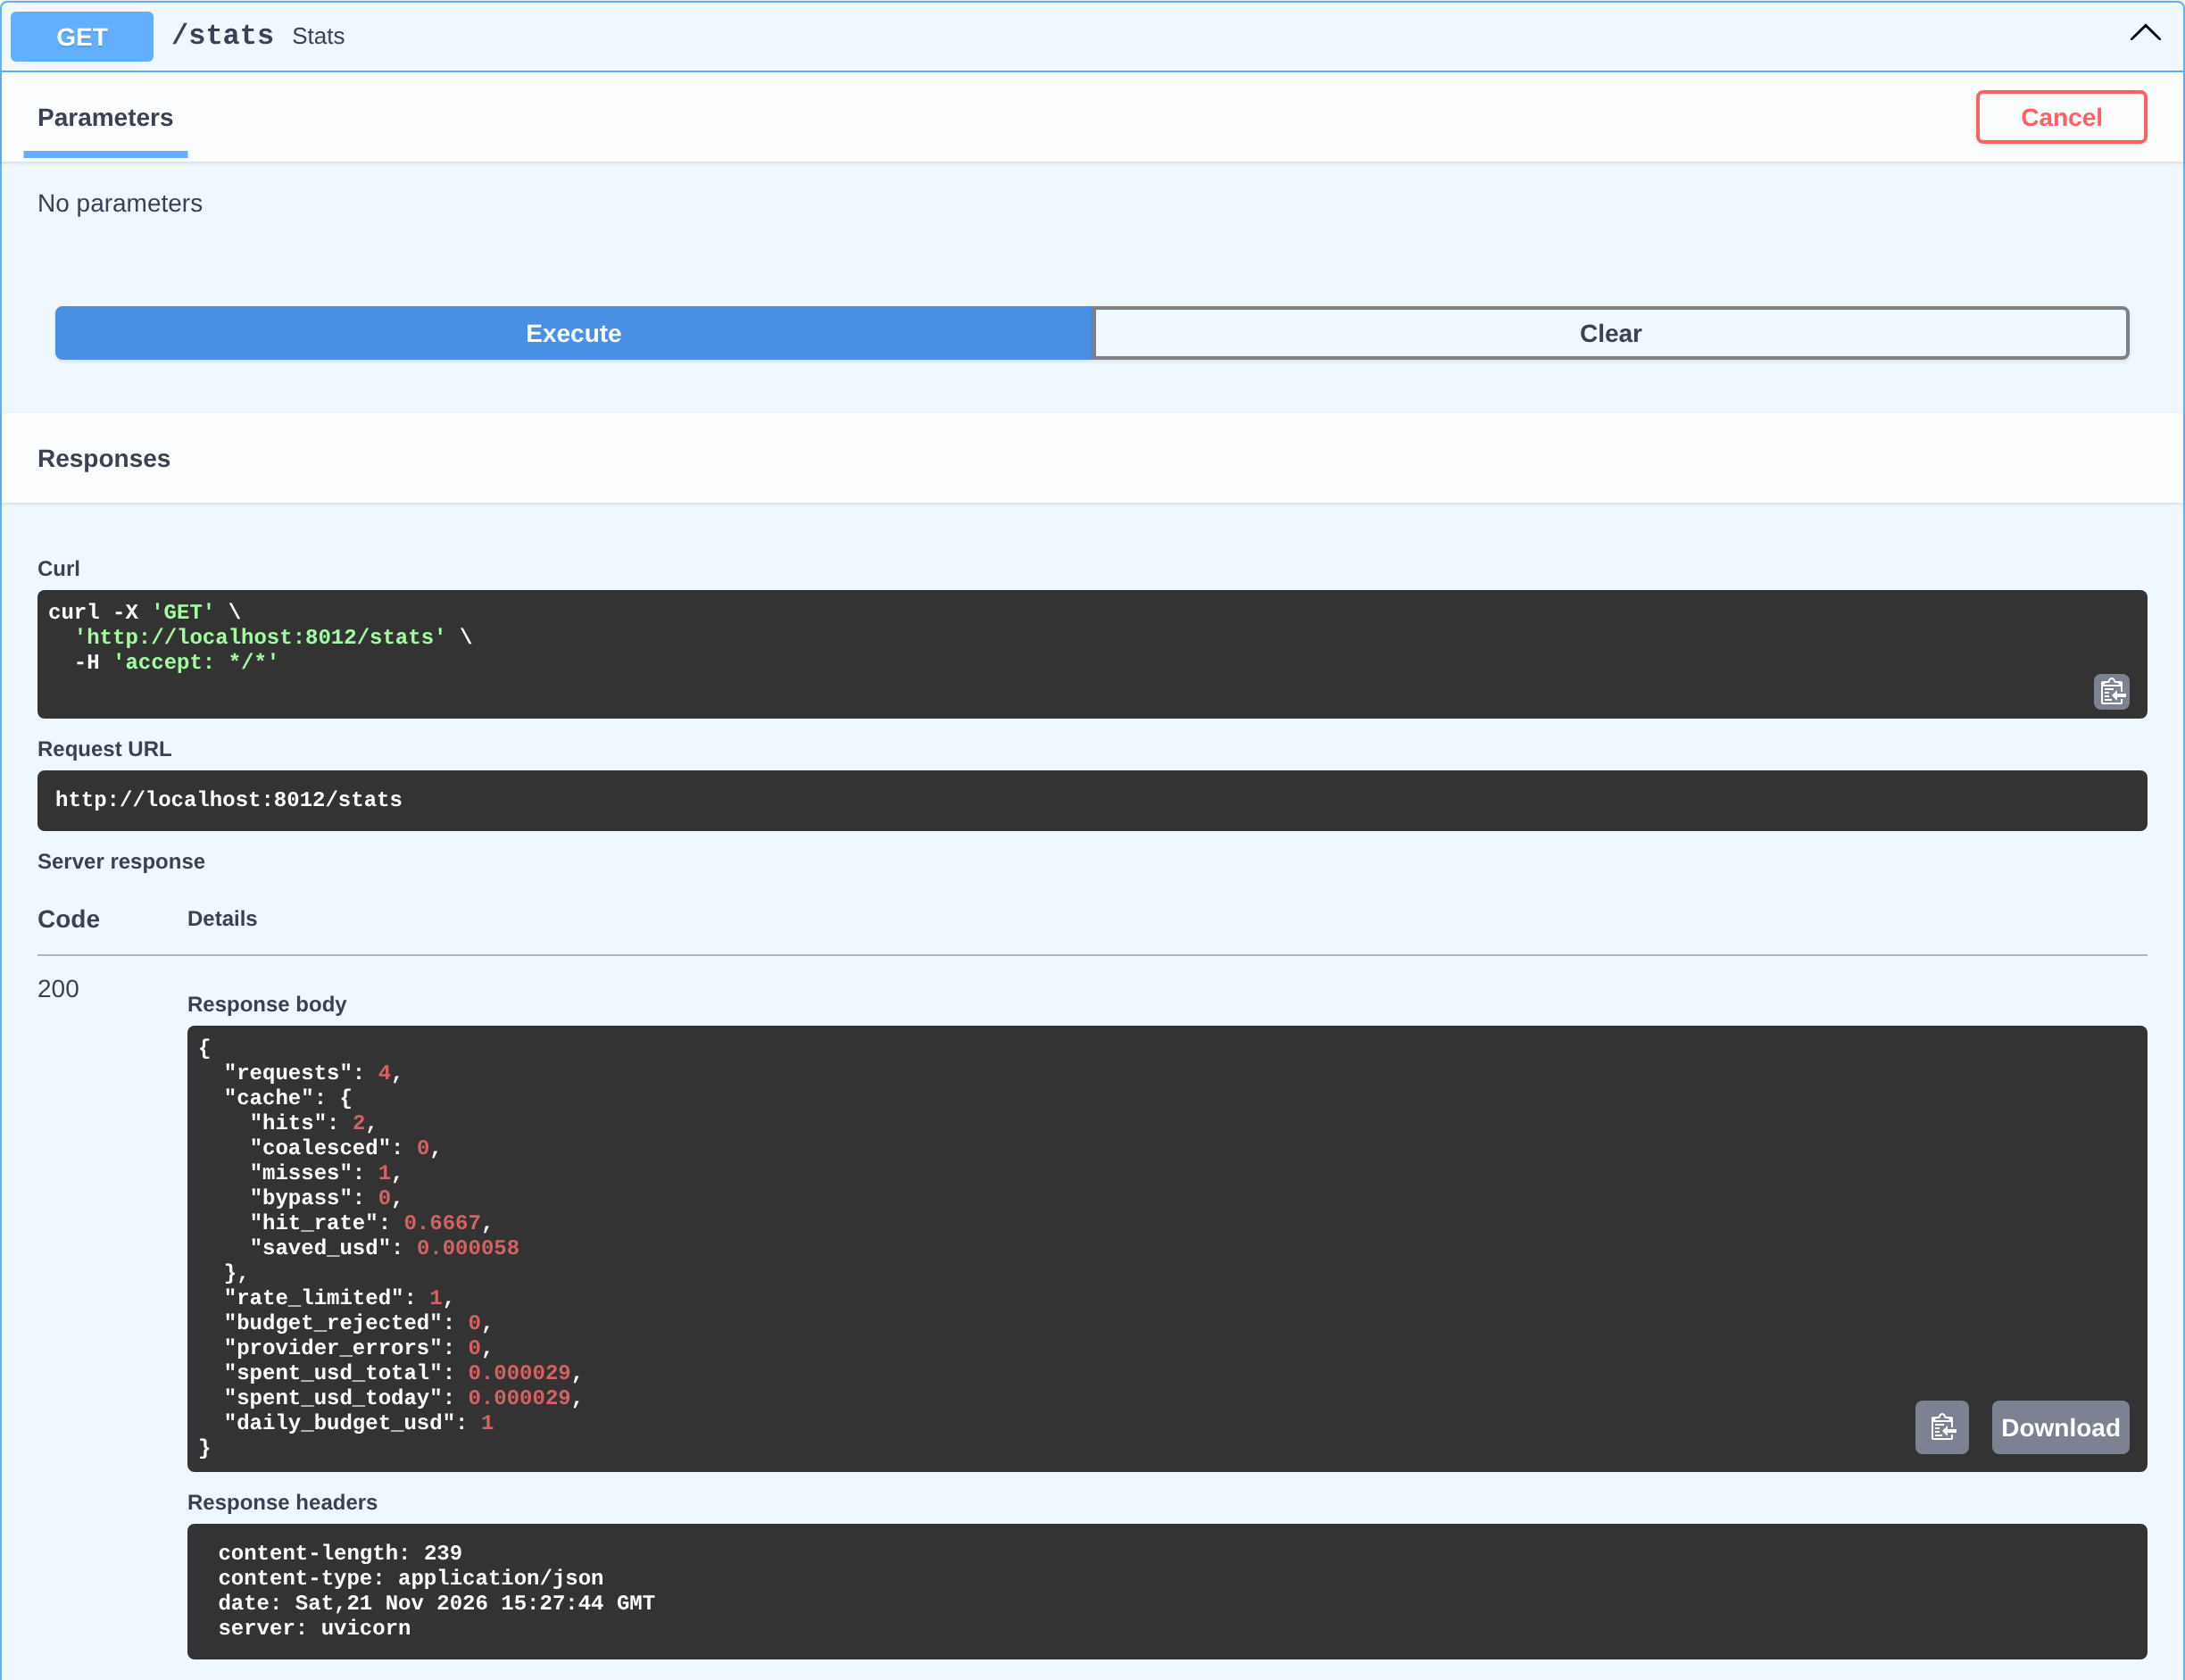 GET /stats Stats
Parameters
Cancel
No parameters
Execute
Clear
Responses
Curl
curl -X 'GET' \
  'http://localhost:8012/stats' \
  -H 'accept: */*'
Request URL
http://localhost:8012/stats
Server response
Code Details
200
Response body
{
  "requests": 4,
  "cache": {
    "hits": 2,
    "coalesced": 0,
    "misses": 1,
    "bypass": 0,
    "hit_rate": 0.6667,
    "saved_usd": 0.000058
  },
  "rate_limited": 1,
  "budget_rejected": 0,
  "provider_errors": 0,
  "spent_usd_total": 0.000029,
  "spent_usd_today": 0.000029,
  "daily_budget_usd": 1
}
Download
Response headers
content-length: 239
content-type: application/json
date: Sat,21 Nov 2026 15:27:44 GMT
server: uvicorn